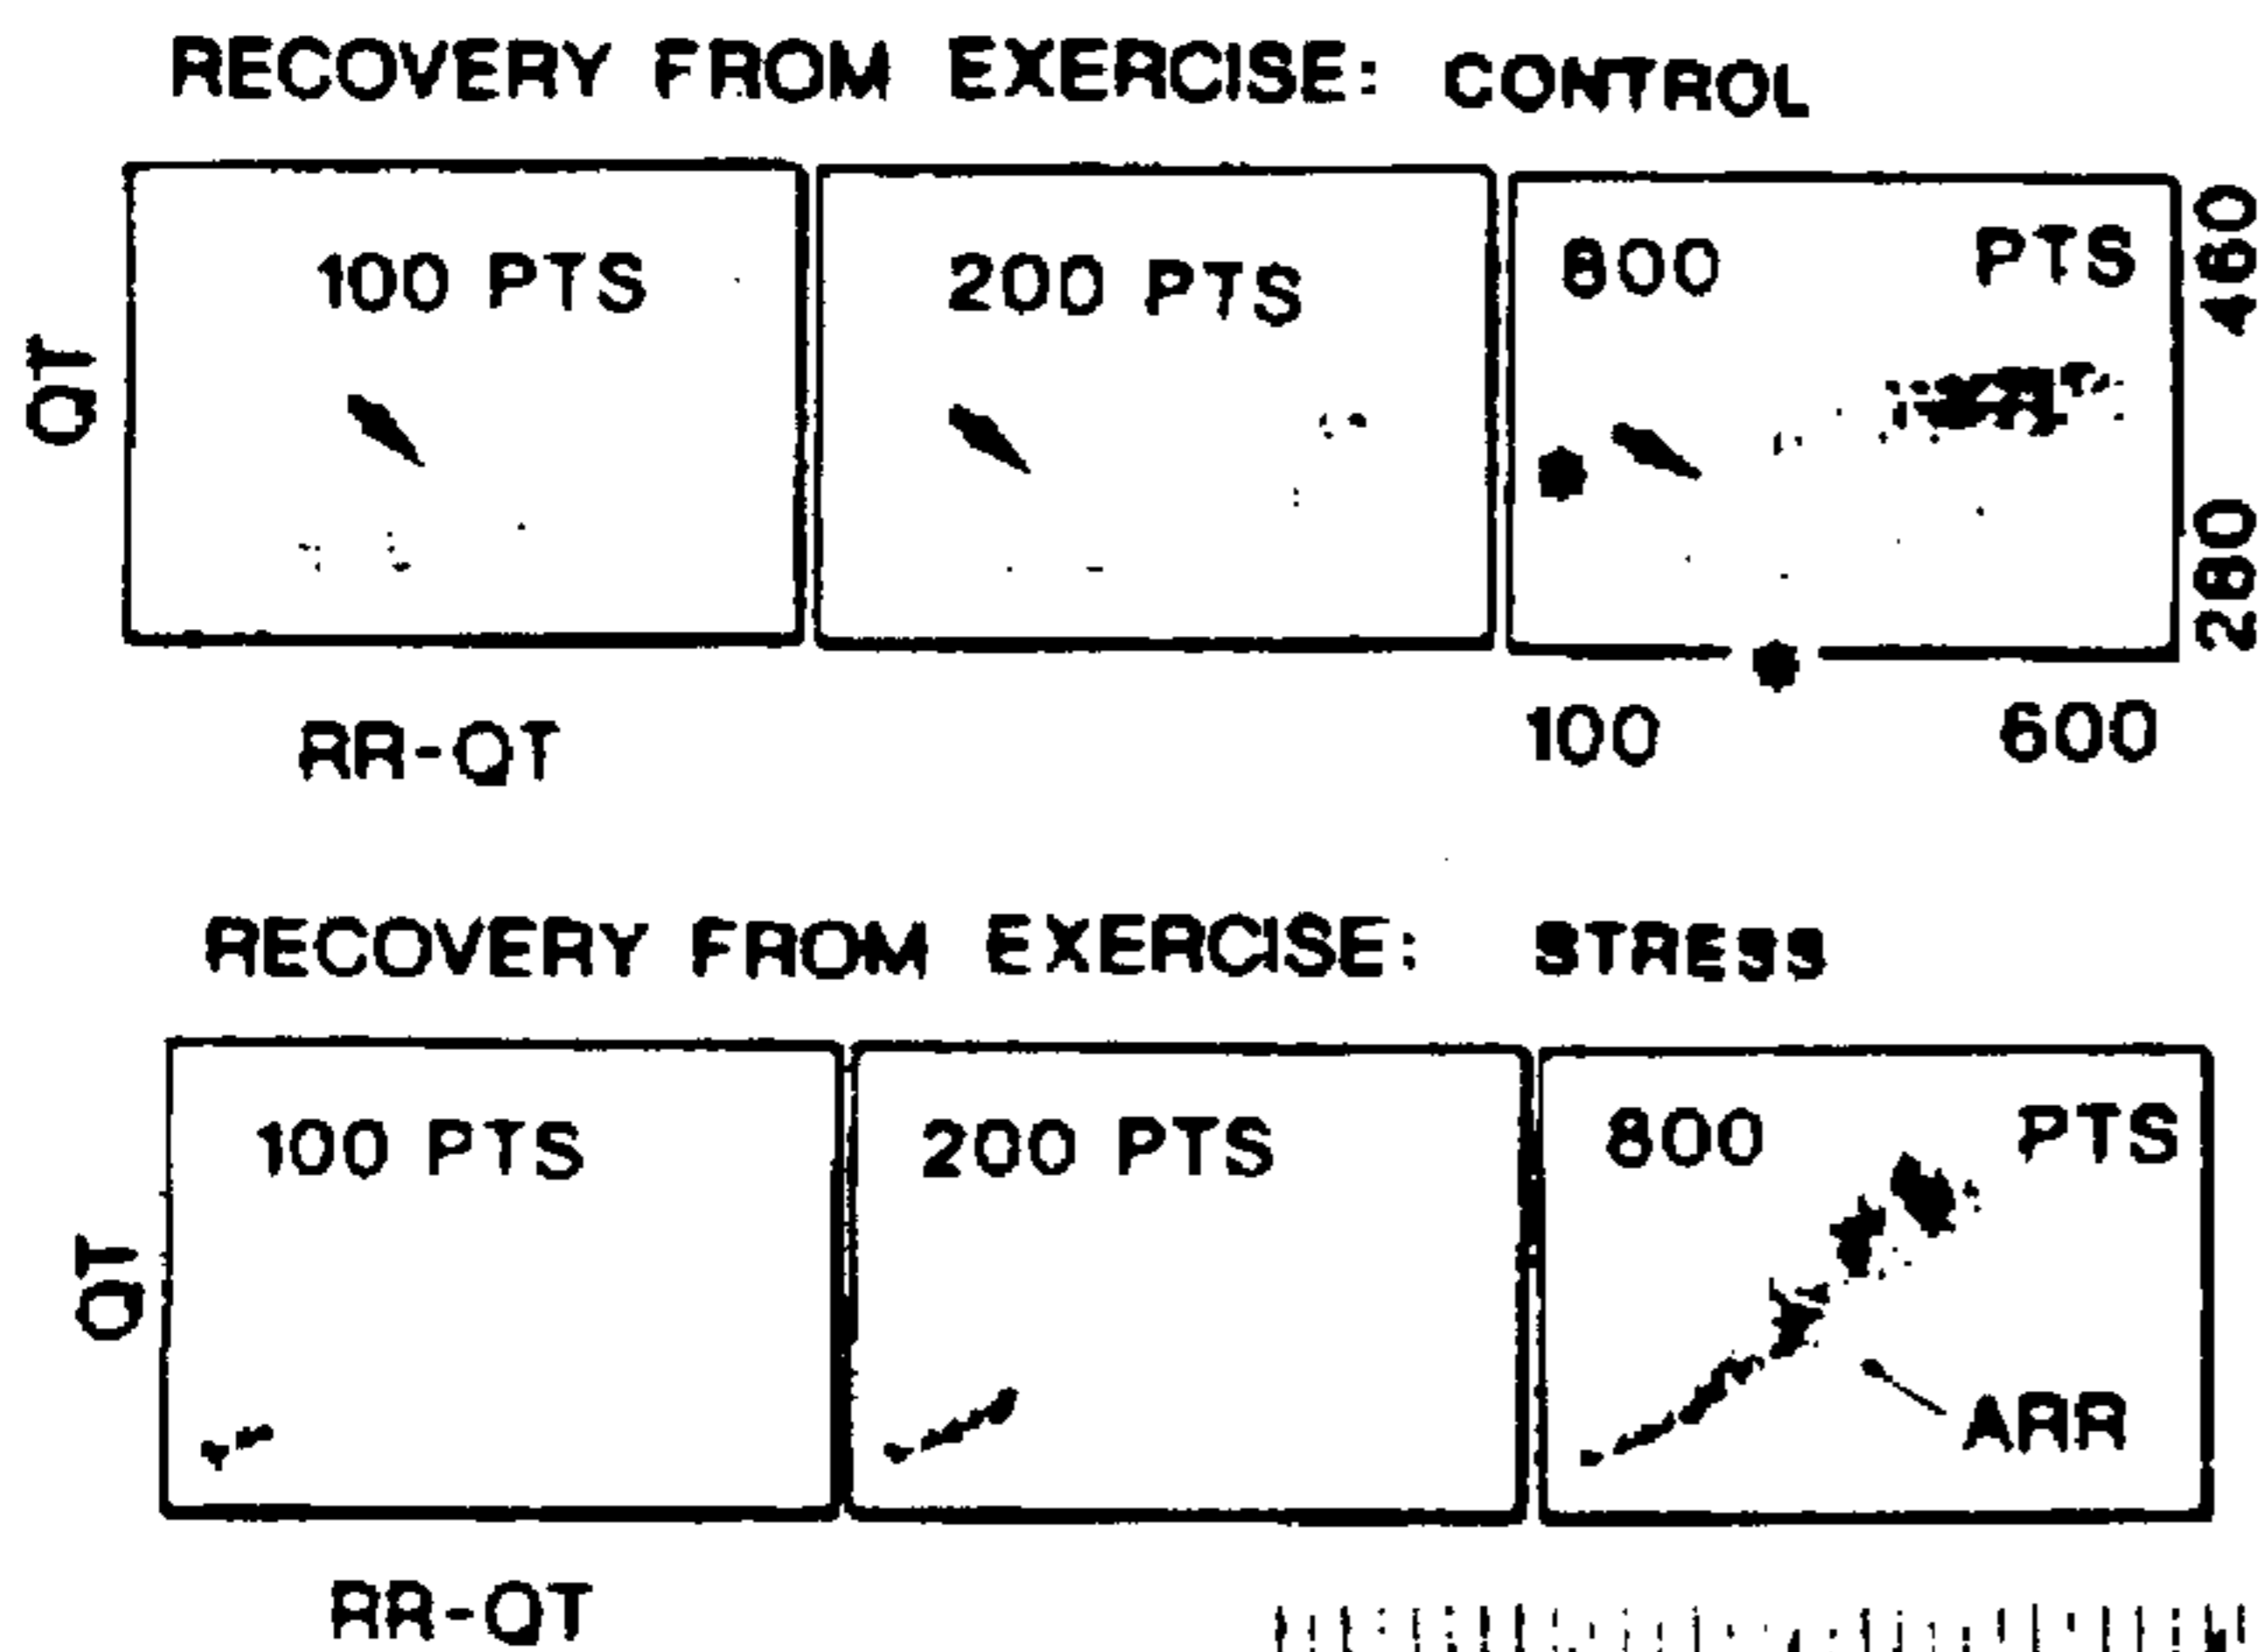 RECOVERY FROM EXERCISE: CONTROL
100 PTS
200 PTS
800 PTS
QT
460
280
RR-QT
100
600
RECOVERY FROM EXERCISE: STRESS
100 PTS
200 PTS
800 PTS
QT
ARR
RR-QT